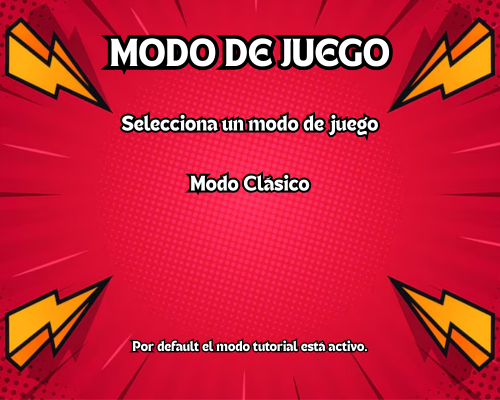 MODO DE JUEGO
Selecciona un modo de juego
Modo Clásico
Por default el modo tutorial está activo.